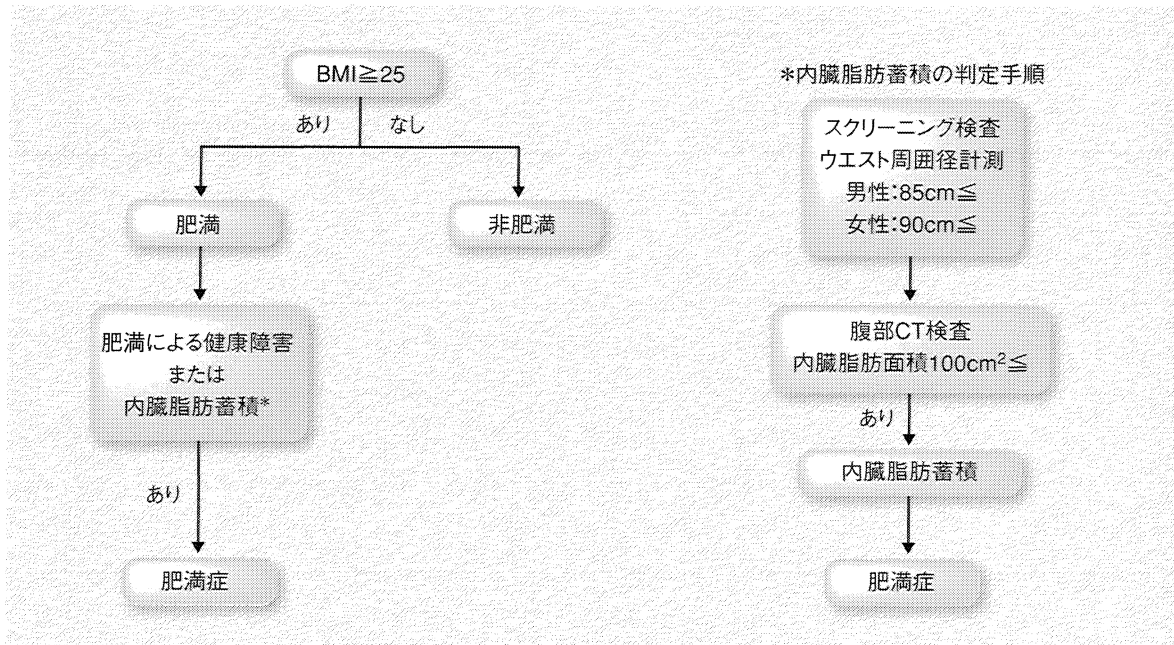 BMI≧25
あり
なし
肥満
非肥満
肥満による健康障害
または
内臓脂肪蓄積*
あり
肥満症
*内臓脂肪蓄積の判定手順
スクリーニング検査
ウエスト周囲径計測
男性:85cm≦
女性:90cm≦
腹部CT検査
内臓脂肪面積100cm²≦
あり
内臓脂肪蓄積
肥満症